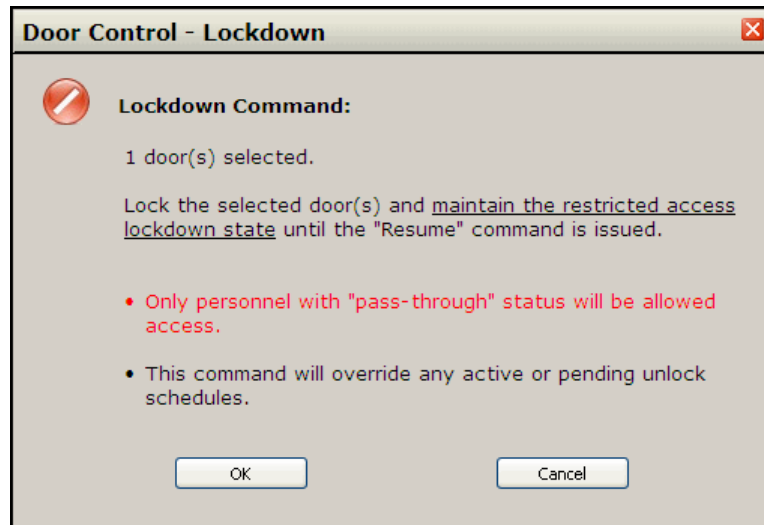 Door Control - Lockdown
Lockdown Command:
1 door(s) selected.
Lock the selected door(s) and maintain the restricted access
lockdown state until the "Resume" command is issued.
• Only personnel with "pass-through" status will be allowed
access.
• This command will override any active or pending unlock
schedules.
OK
Cancel